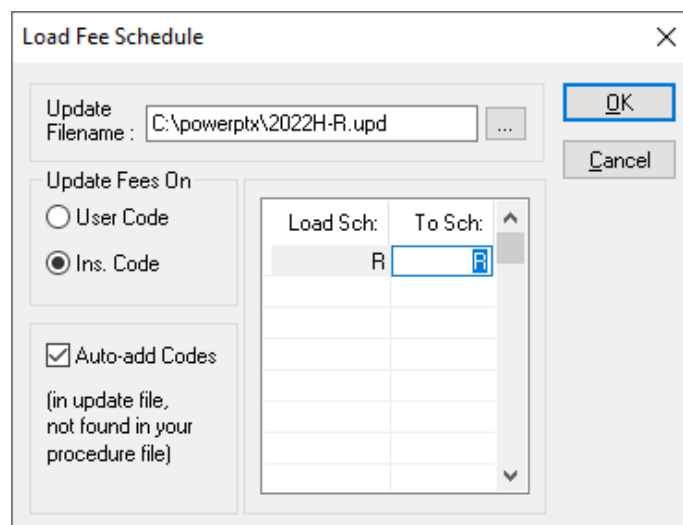 Load Fee Schedule
Update
Filename :
C:\powerptx\2022H-R.upd
...
OK
Cancel
Update Fees On
User Code
Ins. Code
Load Sch: To Sch:
R R
Auto-add Codes
(in update file,
not found in your
procedure file)